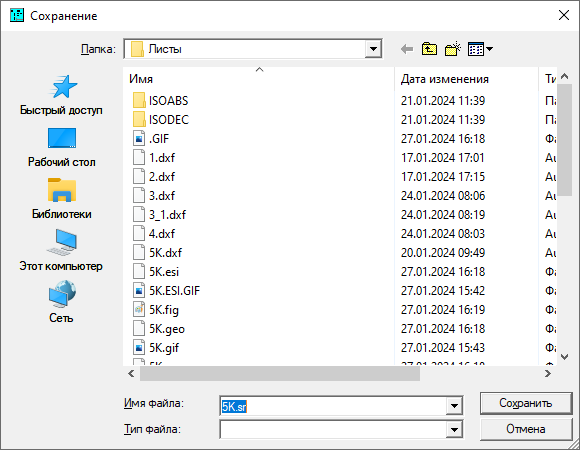 Сохранение
Папка: Листы
Имя Дата изменения Ти
ISOABS 21.01.2024 11:39 Па
ISODEC 21.01.2024 11:39 Па
.GIF 27.01.2024 16:18 Фа
1.dxf 17.01.2024 17:01 Au
2.dxf 17.01.2024 17:15 Au
3.dxf 24.01.2024 08:06 Au
3_1.dxf 24.01.2024 08:19 Au
4.dxf 24.01.2024 08:03 Au
5K.dxf 20.01.2024 09:49 Au
5K.esi 27.01.2024 16:18 Фа
5K.ESI.GIF 27.01.2024 15:42 Фа
5K.fig 27.01.2024 16:19 Фа
5K.geo 27.01.2024 16:18 Фа
5K.gif 27.01.2024 15:43 Фа
Быстрый доступ
Рабочий стол
Библиотеки
Этот компьютер
Сеть
Имя файла: 5K.sr Сохранить
Тип файла: Отмена